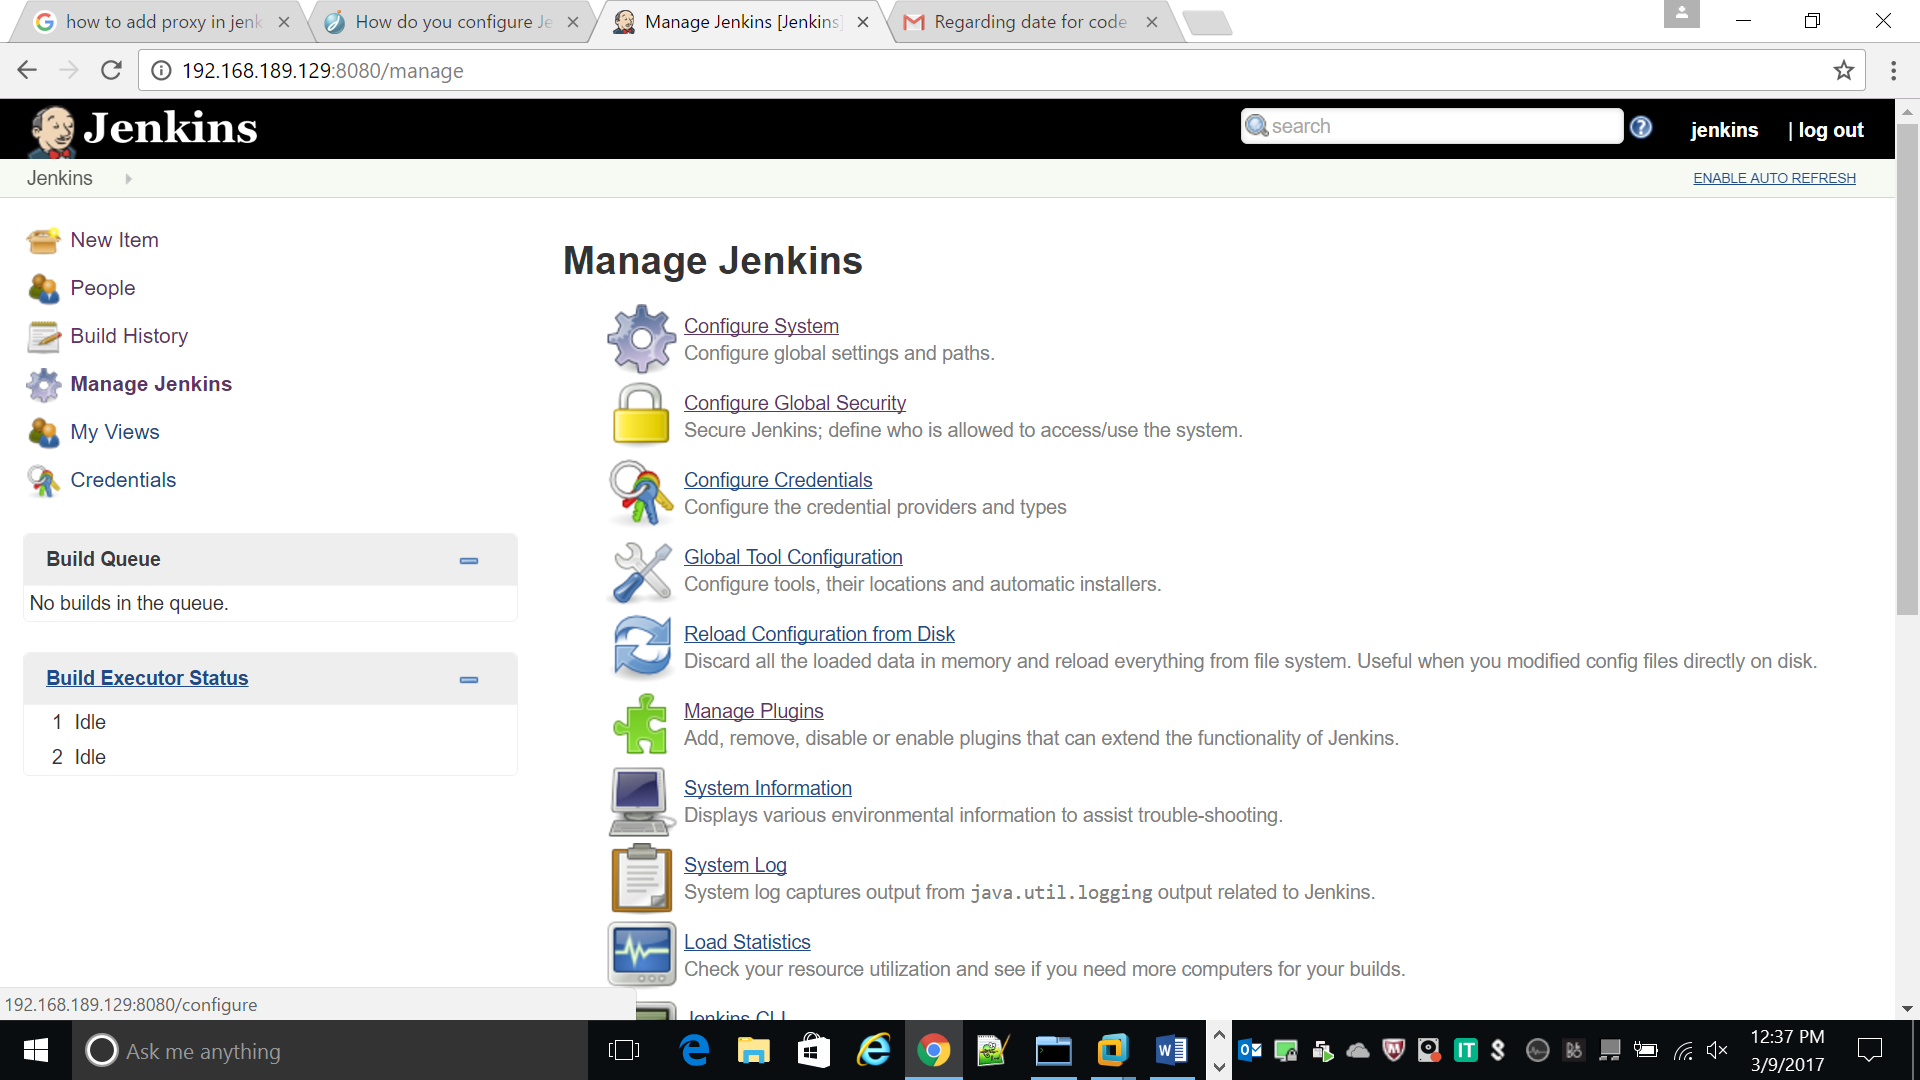 how to add proxy in jenk
How do you configure Je
Manage Jenkins [Jenkins]
Regarding date for code
192.168.189.129:8080/manage
Jenkins
search
jenkins
| log out
Jenkins
ENABLE AUTO REFRESH
New Item
People
Build History
Manage Jenkins
My Views
Credentials
Build Queue
No builds in the queue.
Build Executor Status
1 Idle
2 Idle
Manage Jenkins
Configure System
Configure global settings and paths.
Configure Global Security
Secure Jenkins; define who is allowed to access/use the system.
Configure Credentials
Configure the credential providers and types
Global Tool Configuration
Configure tools, their locations and automatic installers.
Reload Configuration from Disk
Discard all the loaded data in memory and reload everything from file system. Useful when you modified config files directly on disk.
Manage Plugins
Add, remove, disable or enable plugins that can extend the functionality of Jenkins.
System Information
Displays various environmental information to assist trouble-shooting.
System Log
System log captures output from java.util.logging output related to Jenkins.
Load Statistics
Check your resource utilization and see if you need more computers for your builds.
Jenkins CLI
192.168.189.129:8080/configure
Ask me anything
IT
12:37 PM
3/9/2017